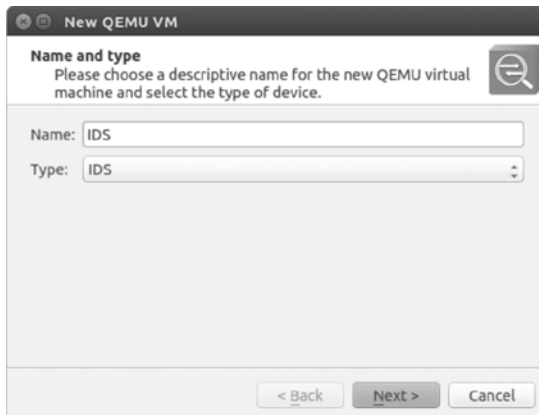 New QEMU VM
Name and type
Please choose a descriptive name for the new QEMU virtual
machine and select the type of device.
Name: IDS
Type: IDS
< Back Next > Cancel